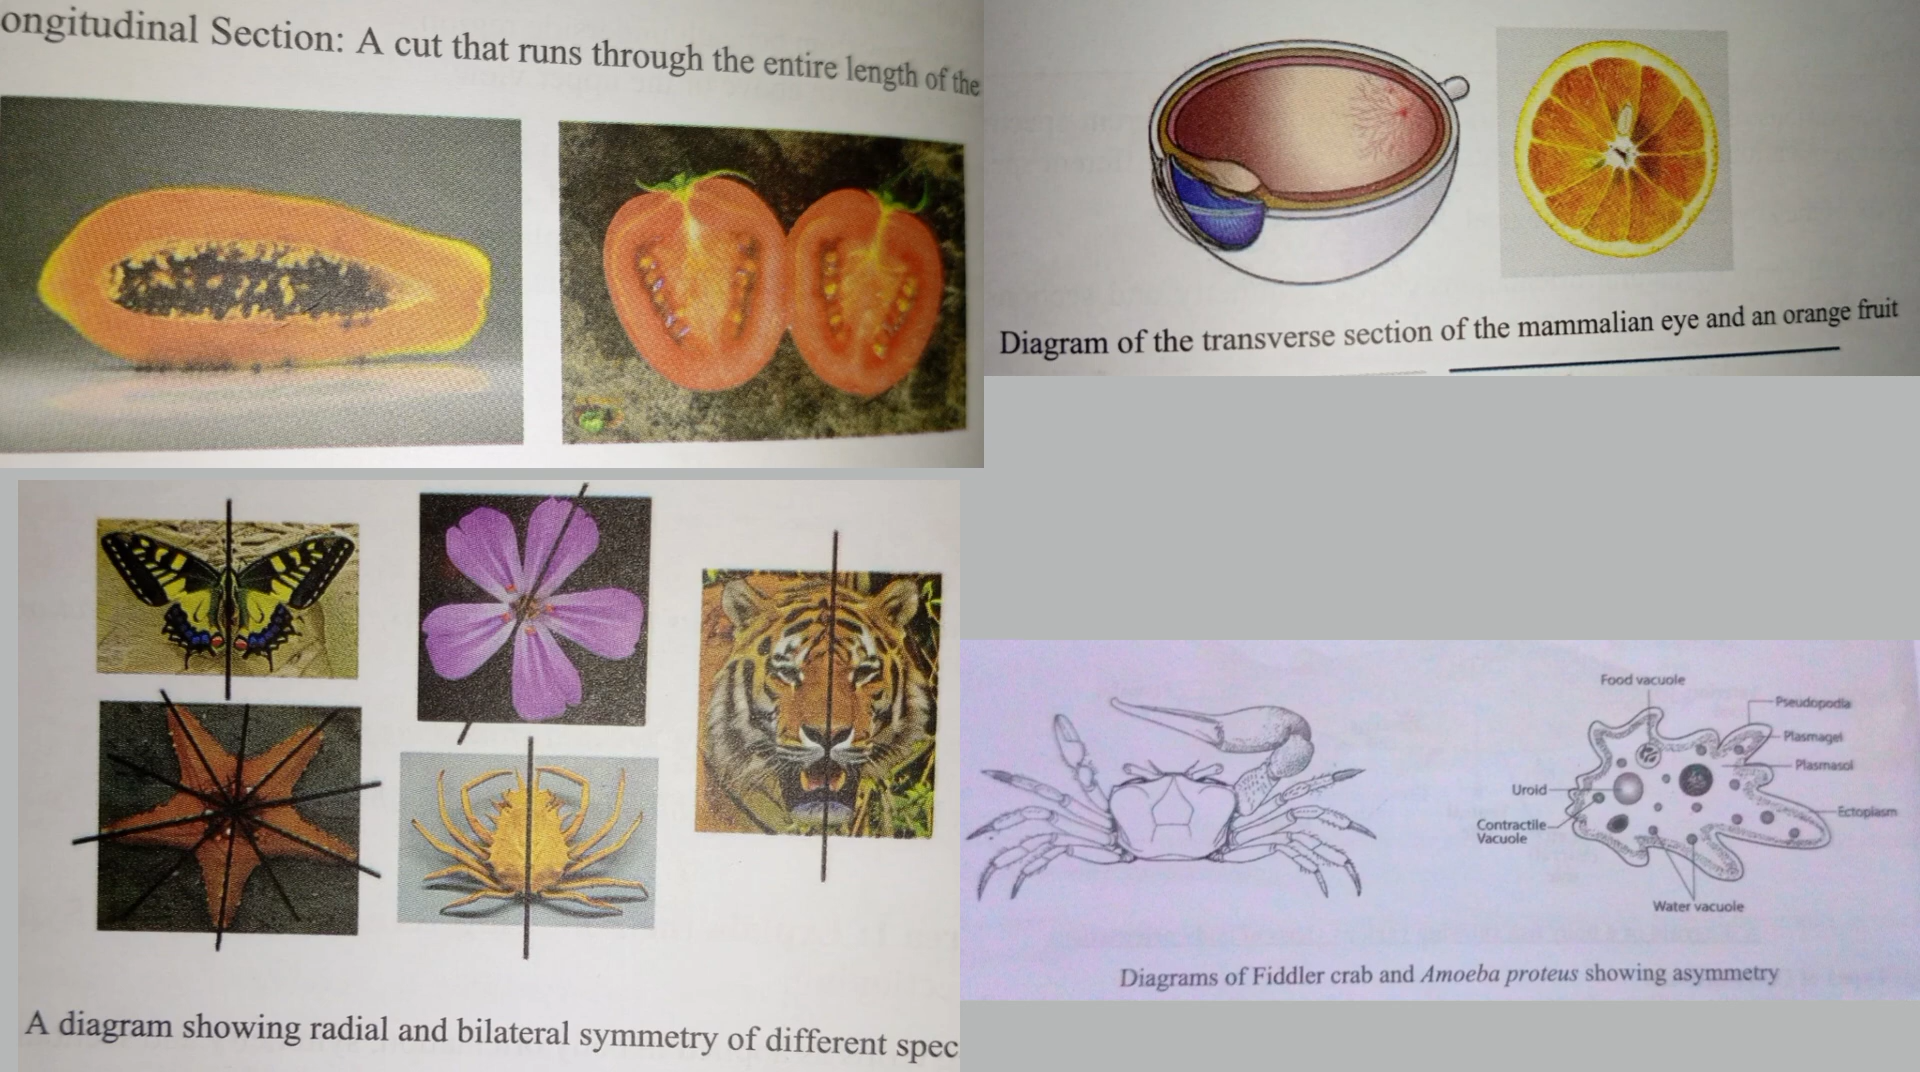 ongitudinal Section: A cut that runs through the entire length of the
Diagram of the transverse section of the mammalian eye and an orange fruit
A diagram showing radial and bilateral symmetry of different spec
Food vacuole
Pseudopodia
Plasmagel
Plasmasol
Uroid
Ectoplasm
Contractile
Vacuole
Water vacuole
Diagrams of Fiddler crab and Amoeba proteus showing asymmetry